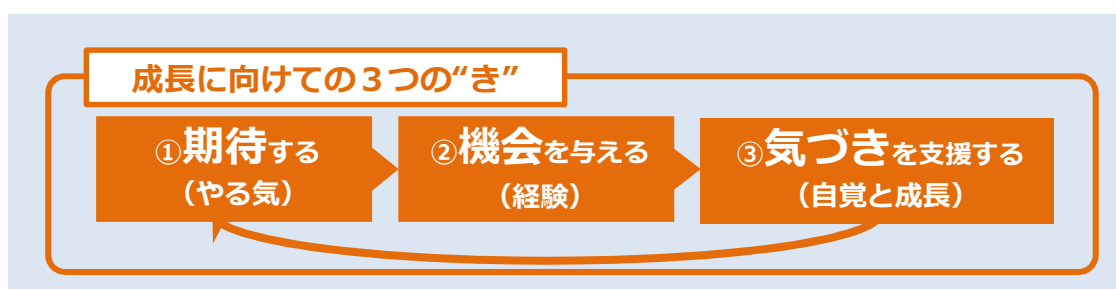 成長に向けての３つの“き”
①期待する
（やる気）
②機会を与える
（経験）
③気づきを支援する
（自覚と成長）